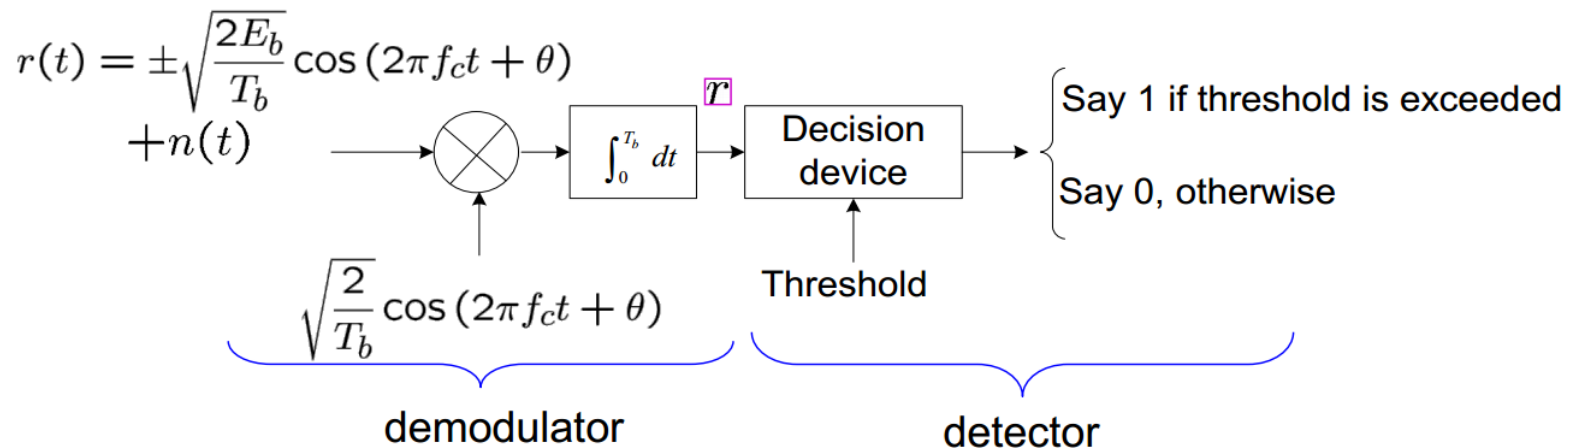 r(t) = ±√(2E_b/T_b) cos (2πf_ct + θ)
+n(t)
r
∫_0^{T_b} dt
Decision
device
Say 1 if threshold is exceeded
Say 0, otherwise
√(2/T_b) cos (2πf_ct + θ)
Threshold
demodulator
detector